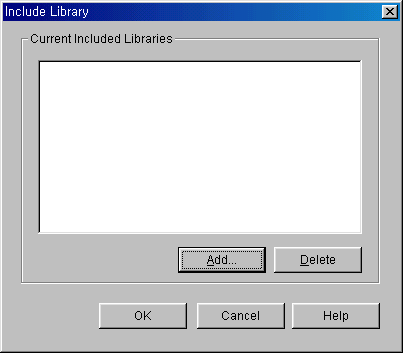 Include Library
Current Included Libraries
Add...
Delete
OK
Cancel
Help